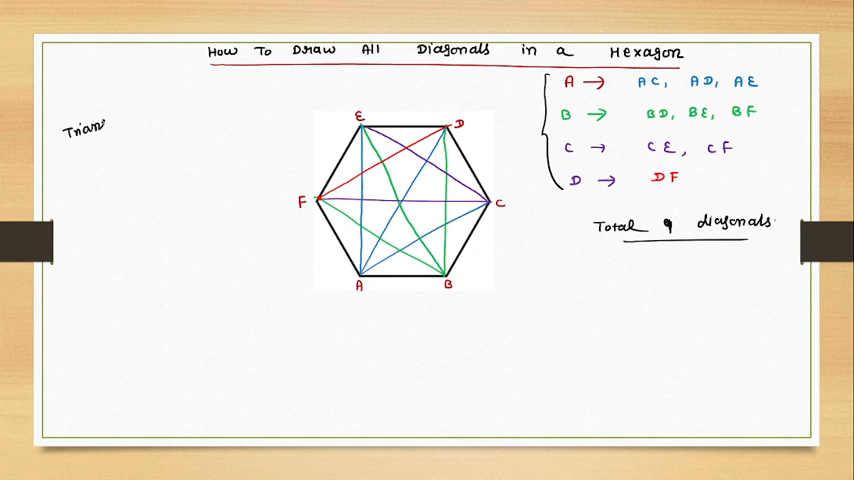 How To Draw All Diagonals in a Hexagon
A → AC, AD, AE
B → BD, BE, BF
C → CE, CF
D → DF
Total 9 diagonals.
Trian
E
D
F
C
A
B